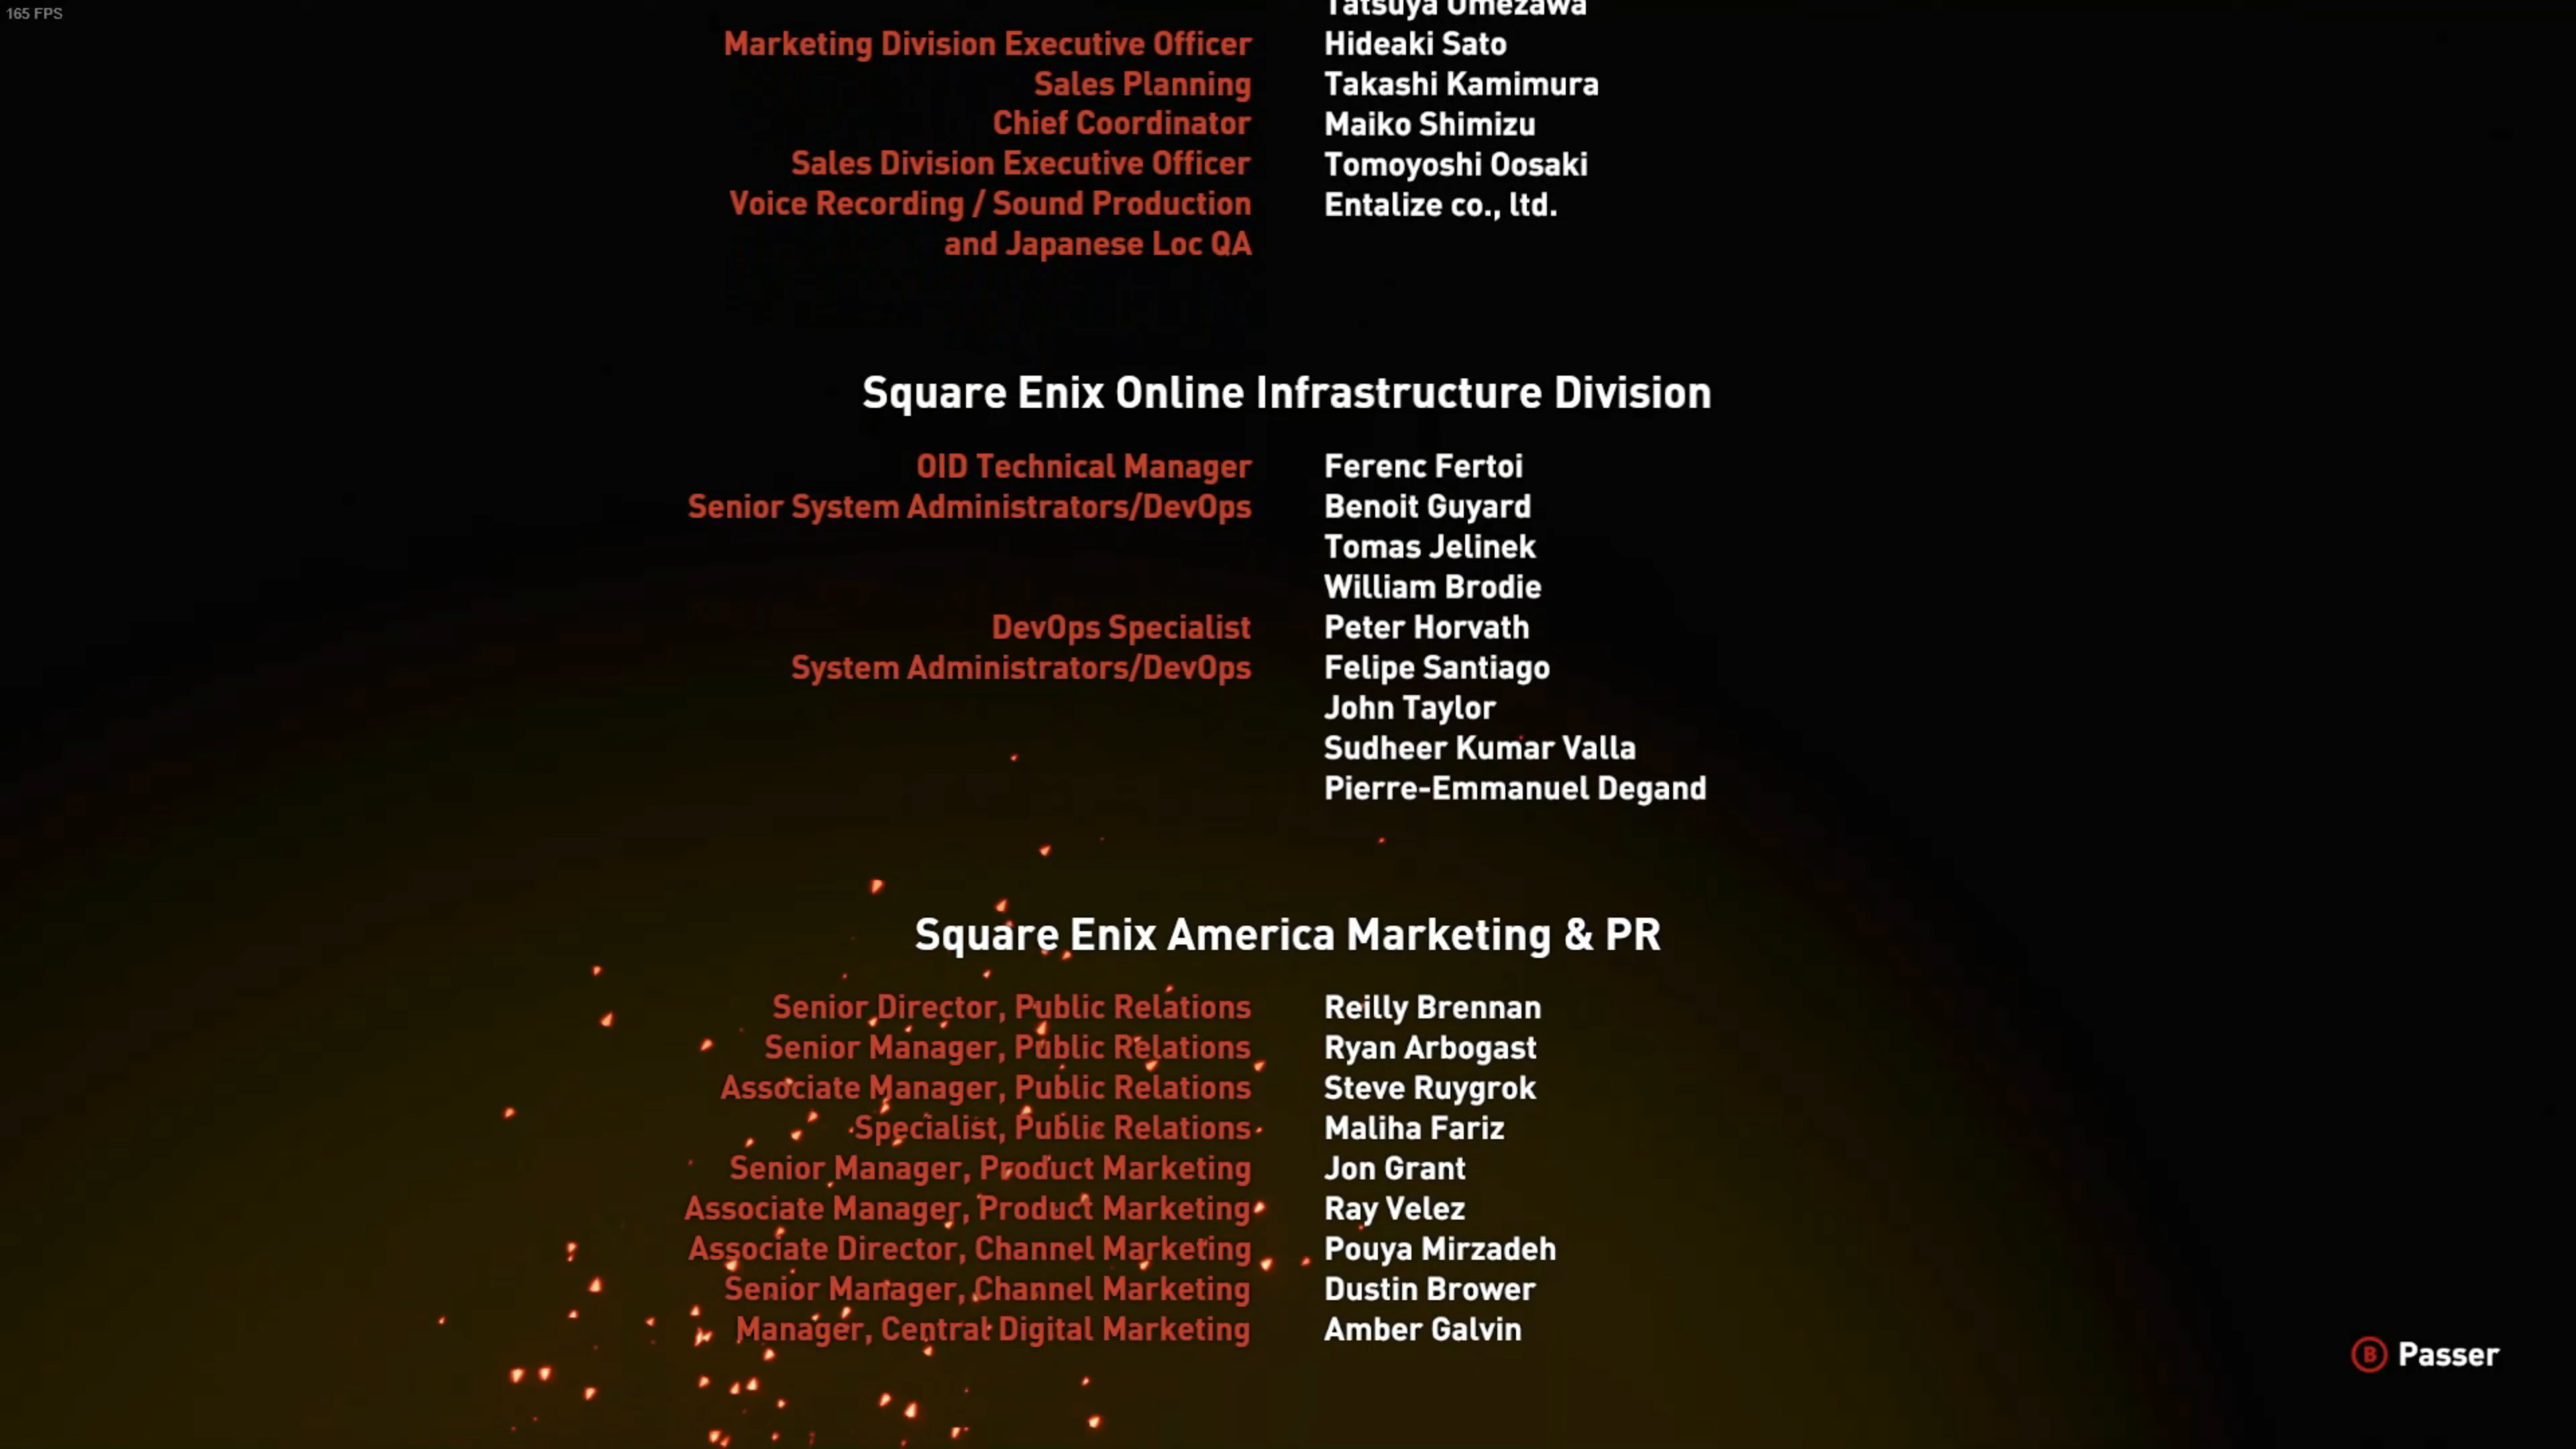 165 FPS
Tatsuya Umezawa
Marketing Division Executive Officer Hideaki Sato
Sales Planning Takashi Kamimura
Chief Coordinator Maiko Shimizu
Sales Division Executive Officer Tomoyoshi Oosaki
Voice Recording / Sound Production Entalize co., ltd.
and Japanese Loc QA
Square Enix Online Infrastructure Division
OID Technical Manager Ferenc Fertoi
Senior System Administrators/DevOps Benoit Guyard
Tomas Jelinek
William Brodie
DevOps Specialist Peter Horvath
System Administrators/DevOps Felipe Santiago
John Taylor
Sudheer Kumar Valla
Pierre-Emmanuel Degand
Square Enix America Marketing & PR
Senior Director, Public Relations Reilly Brennan
Senior Manager, Public Relations Ryan Arbogast
Associate Manager, Public Relations Steve Ruygrok
Specialist, Public Relations Maliha Fariz
Senior Manager, Product Marketing Jon Grant
Associate Manager, Product Marketing Ray Velez
Associate Director, Channel Marketing Pouya Mirzadeh
Senior Manager, Channel Marketing Dustin Brower
Manager, Central Digital Marketing Amber Galvin
B Passer